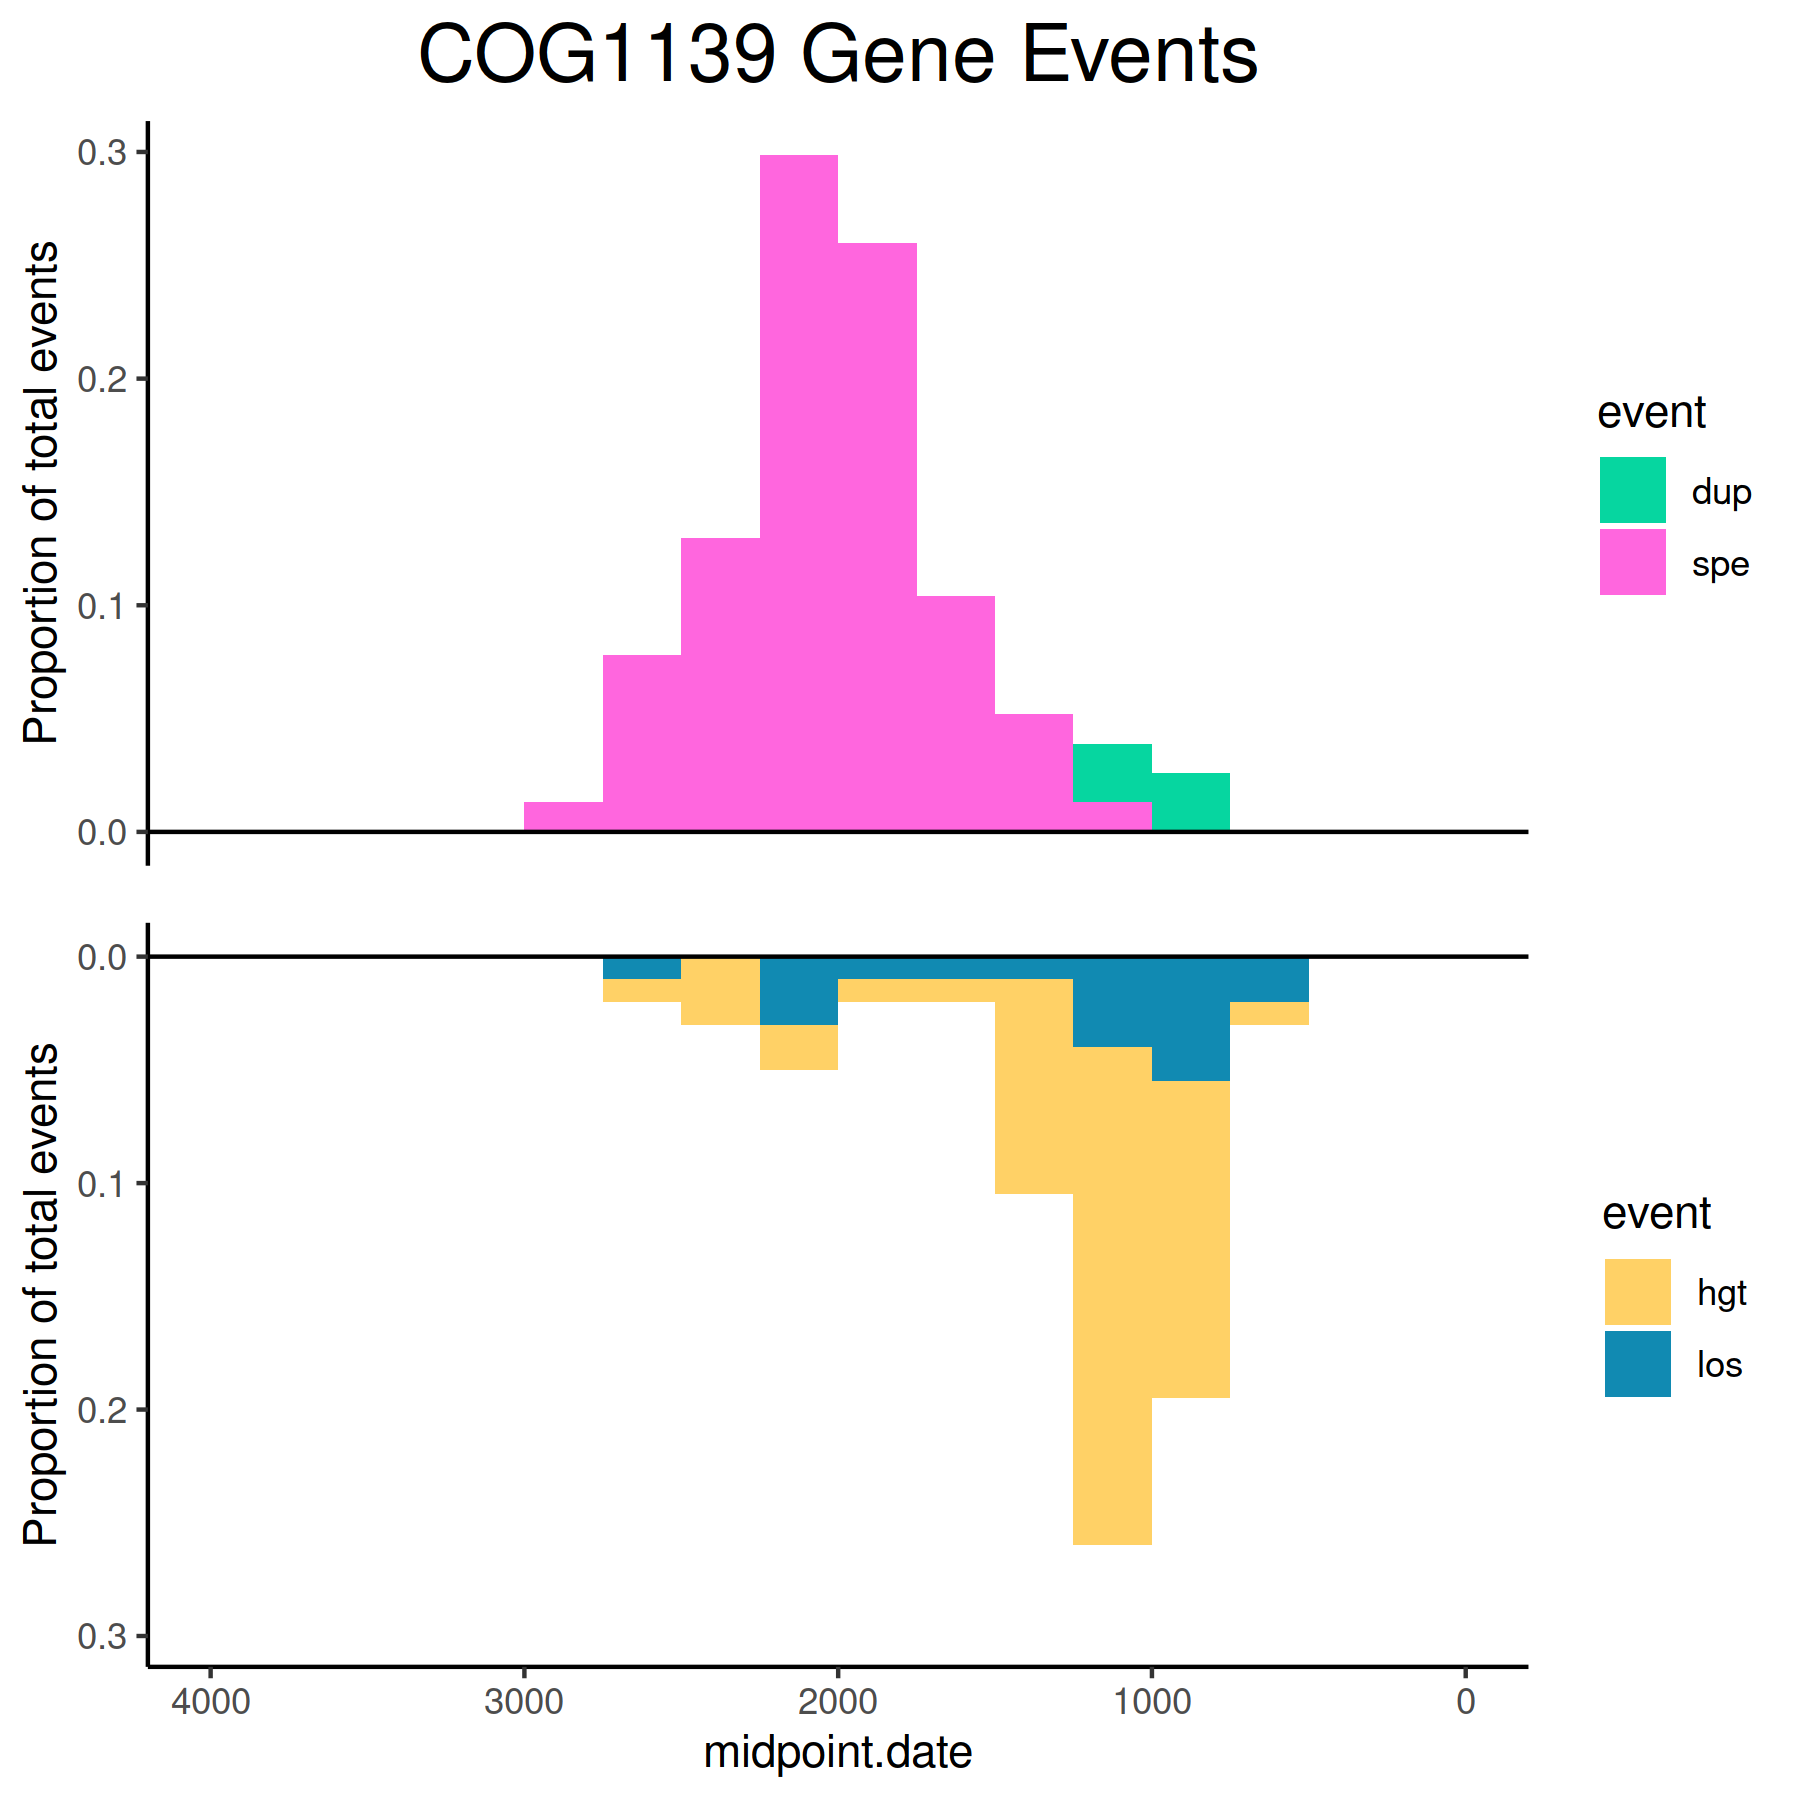 COG1139 Gene Events
Proportion of total events
0.3
0.2
0.1
0.0
event
dup
spe
Proportion of total events
0.0
0.1
0.2
0.3
event
hgt
los
4000 3000 2000 1000 0
midpoint.date